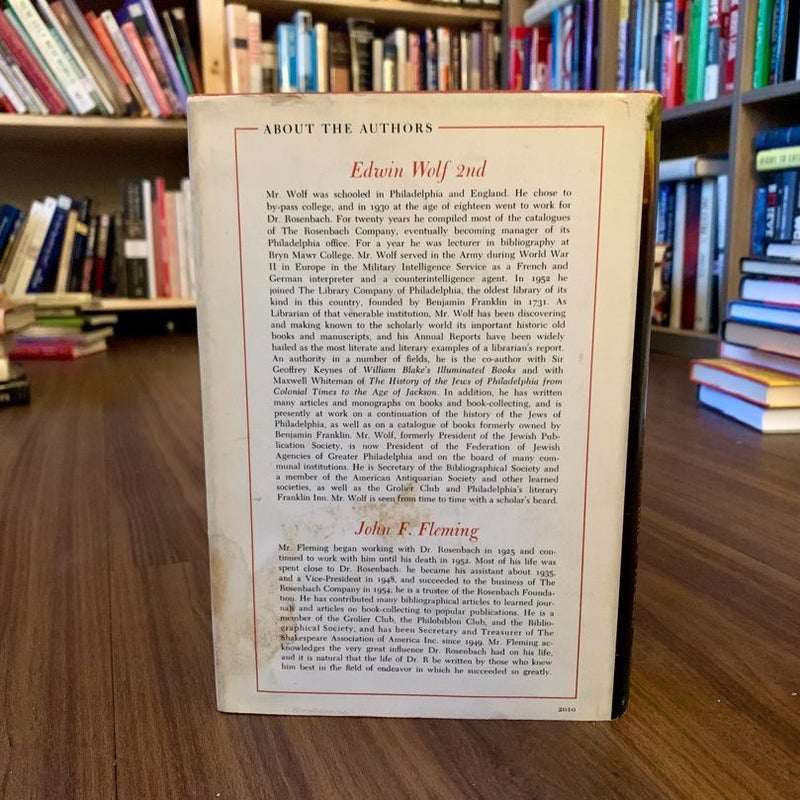 ABOUT THE AUTHORS
Edwin Wolf 2nd
Mr. Wolf was schooled in Philadelphia and England. He chose to
by-pass college, and in 1930 at the age of eighteen went to work for
Dr. Rosenbach. For twenty years he compiled most of the catalogues
of The Rosenbach Company, eventually becoming manager of its
Philadelphia office. For a year he was lecturer in bibliography at
Bryn Mawr College. Mr. Wolf served in the Army during World War
II in Europe in the Military Intelligence Service as a French and
German interpreter and a counterintelligence agent. In 1952 he
joined The Library Company of Philadelphia, the oldest library of its
kind in this country, founded by Benjamin Franklin in 1731. As
Librarian of that venerable institution, Mr. Wolf has been discovering
and making known to the scholarly world its important historic old
books and manuscripts, and his Annual Reports have been widely
hailed as the most literate and literary examples of a librarian's report.
An authority in a number of fields, he is the co-author with Sir
Geoffrey Keynes of William Blake's Illuminated Books and with
Maxwell Whiteman of The History of the Jews of Philadelphia from
Colonial Times to the Age of Jackson. In addition, he has written
many articles and monographs on books and book-collecting, and is
presently at work on a continuation of the history of the Jews of
Philadelphia, as well as on a catalogue of books formerly owned by
Benjamin Franklin. Mr. Wolf, formerly President of the Jewish Pub-
lication Society, is now President of the Federation of Jewish
Agencies of Greater Philadelphia and on the board of many com-
munal institutions. He is Secretary of the Bibliographical Society and
a member of the American Antiquarian Society and other learned
societies, as well as the Grolier Club and Philadelphia's literary
Franklin Inn. Mr. Wolf is seen from time to time with a scholar's beard.
John F. Fleming
Mr. Fleming began working with Dr. Rosenbach in 1925 and con-
tinued to work with him until his death in 1952. Most of his life was
spent close to Dr. Rosenbach: he became his assistant about 1935,
and a Vice-President in 1948, and succeeded to the business of The
Rosenbach Company in 1954; he is a trustee of the Rosenbach Founda-
tion. He has contributed many bibliographical articles to learned jour-
nals and articles on book-collecting to popular publications. He is a
member of the Grolier Club, the Philobiblon Club, and the Biblio-
graphical Society, and has been Secretary and Treasurer of The
Shakespeare Association of America Inc. since 1949. Mr. Fleming ac-
knowledges the very great influence Dr. Rosenbach had on his life,
and it is natural that the life of Dr. R be written by those who knew
him best in the field of endeavor in which he succeeded so greatly.
2010